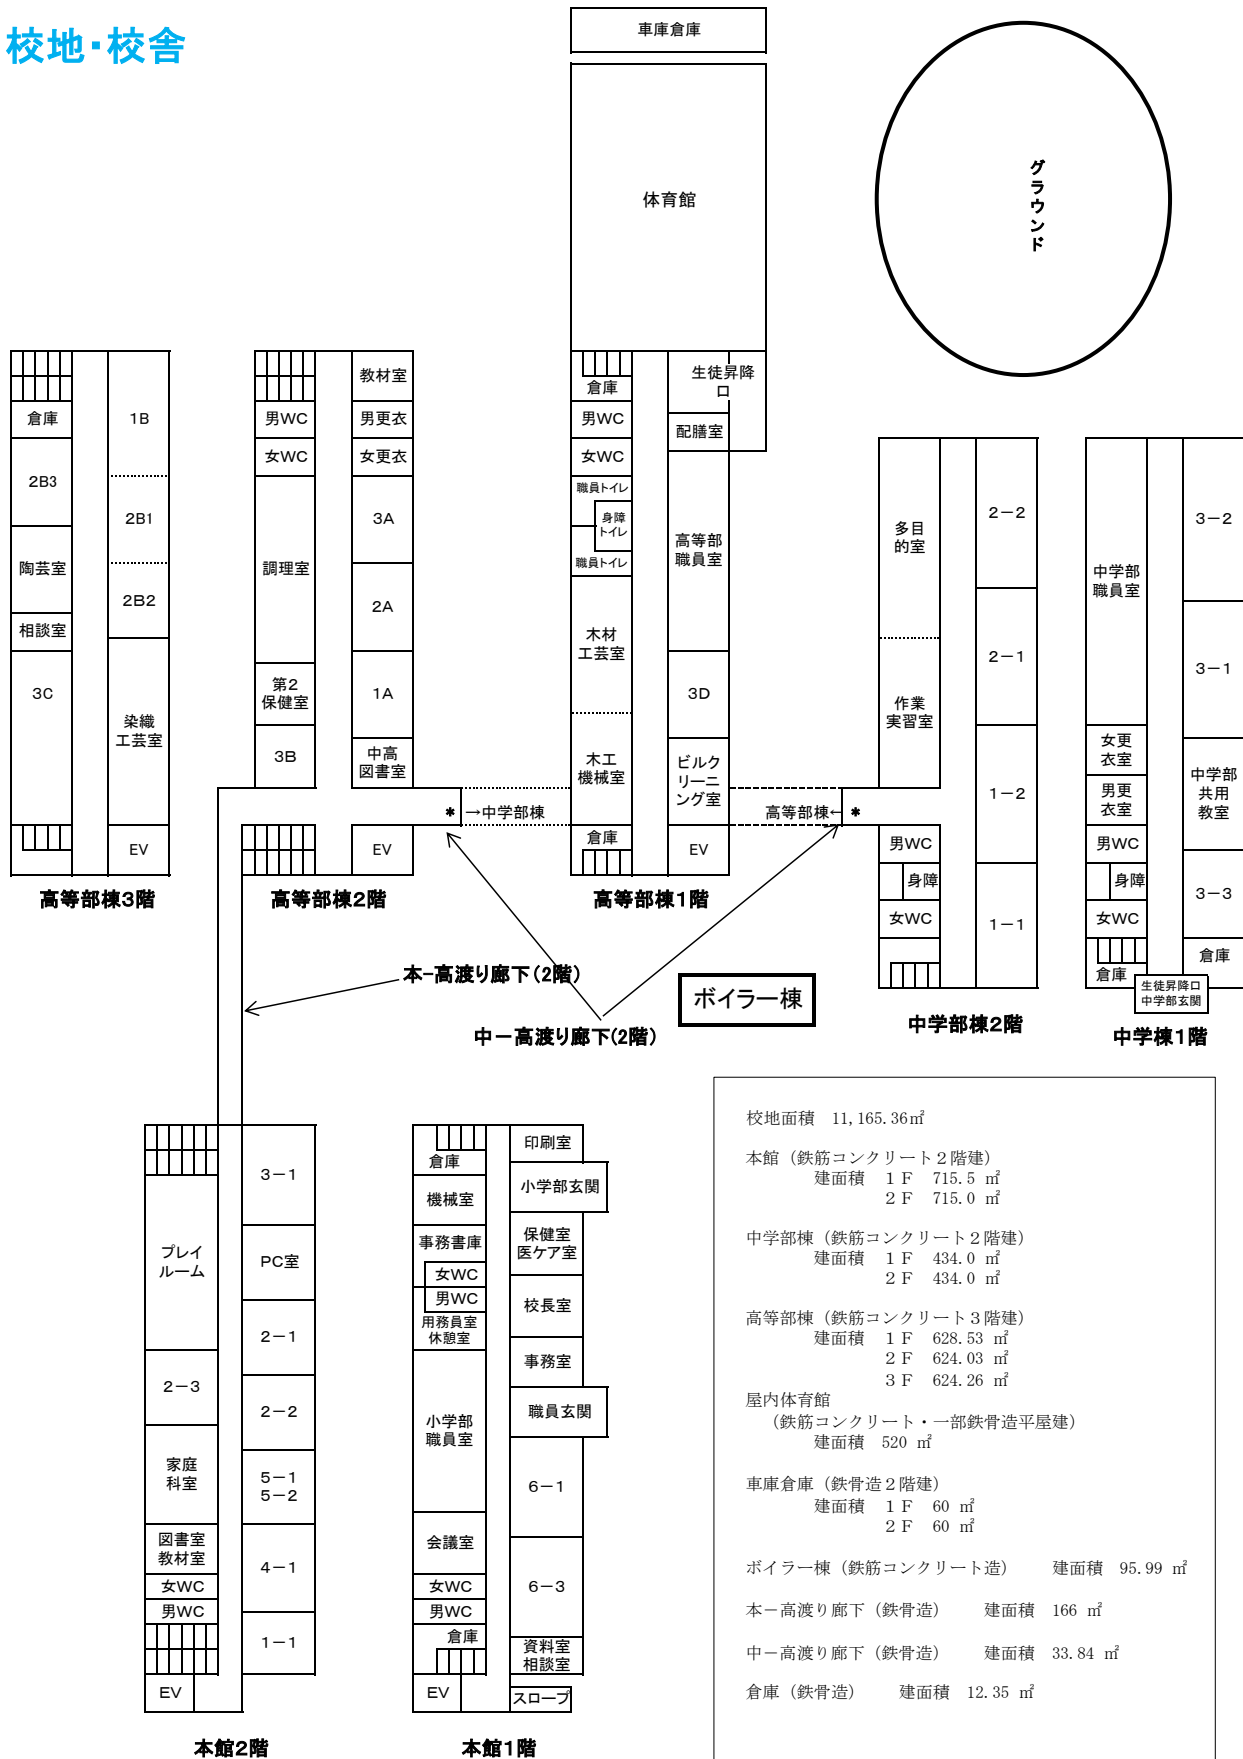 校地・校舎
車庫倉庫
体育館
グラウンド
倉庫
2B3
陶芸室
相談室
3C
1B
2B1
2B2
染織
工芸室
EV
高等部棟3階
男WC
女WC
調理室
第2
保健室
3B
教材室
男更衣
女更衣
3A
2A
1A
中高
図書室
EV
* →中学部棟
高等部棟2階
倉庫
男WC
女WC
職員トイレ
身障
トイレ
職員トイレ
木材
工芸室
木工
機械室
倉庫
生徒昇降
口
配膳室
高等部
職員室
3D
ビルク
リーニ
ング室
EV
高等部棟1階
高等部棟← *
多目
的室
作業
実習室
男WC
身障
女WC
2-2
2-1
1-2
1-1
中学部棟2階
中学部
職員室
女更
衣室
男更
衣室
男WC
身障
女WC
倉庫
3-2
3-1
中学部
共用
教室
3-3
倉庫
生徒昇降口
中学部玄関
中学棟1階
本-高渡り廊下(2階)
中ー高渡り廊下(2階)
ボイラー棟
プレイ
ルーム
2-3
家庭
科室
図書室
教材室
女WC
男WC
EV
3-1
PC室
2-1
2-2
5-1
5-2
4-1
1-1
本館2階
倉庫
機械室
事務書庫
女WC
男WC
用務員室
休憩室
小学部
職員室
会議室
女WC
男WC
倉庫
EV
印刷室
小学部玄関
保健室
医ケア室
校長室
事務室
職員玄関
6-1
6-3
資料室
相談室
スロープ
本館1階
校地面積 11,165.36㎡
本館（鉄筋コンクリート２階建）
建面積 １Ｆ 715.5 ㎡
２Ｆ 715.0 ㎡
中学部棟（鉄筋コンクリート２階建）
建面積 １Ｆ 434.0 ㎡
２Ｆ 434.0 ㎡
高等部棟（鉄筋コンクリート３階建）
建面積 １Ｆ 628.53 ㎡
２Ｆ 624.03 ㎡
３Ｆ 624.26 ㎡
屋内体育館
（鉄筋コンクリート・一部鉄骨造平屋建）
建面積 520 ㎡
車庫倉庫（鉄骨造２階建）
建面積 １Ｆ 60 ㎡
２Ｆ 60 ㎡
ボイラー棟（鉄筋コンクリート造） 建面積 95.99 ㎡
本－高渡り廊下（鉄骨造） 建面積 166 ㎡
中－高渡り廊下（鉄骨造） 建面積 33.84 ㎡
倉庫（鉄骨造） 建面積 12.35 ㎡